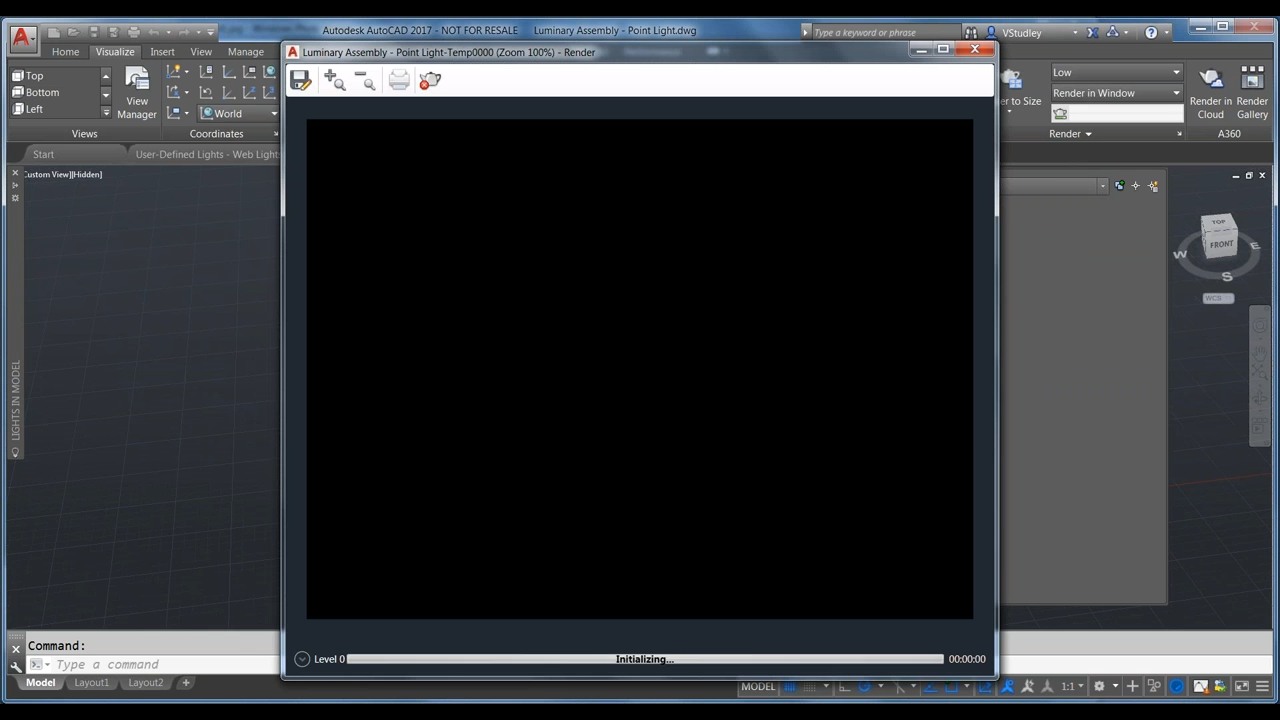 Autodesk AutoCAD 2017 - NOT FOR RESALE Luminary Assembly - Point Light.dwg
Type a keyword or phrase
VStudley
Home Visualize Insert View Manage
Luminary Assembly - Point Light-Temp0000 (Zoom 100%) - Render
Top
Bottom
Left
View
Manager
World
Views
Coordinates
to Size
Low
Render in Window
Render
Render in
Cloud
Render
Gallery
A360
Start
User-Defined Lights - Web Lights
Custom View][Hidden]
TOP
FRONT
W
E
S
WCS
LIGHTS IN MODEL
Command:
Type a command
Level 0
Initializing...
00:00:00
Model Layout1 Layout2 +
MODEL
1:1